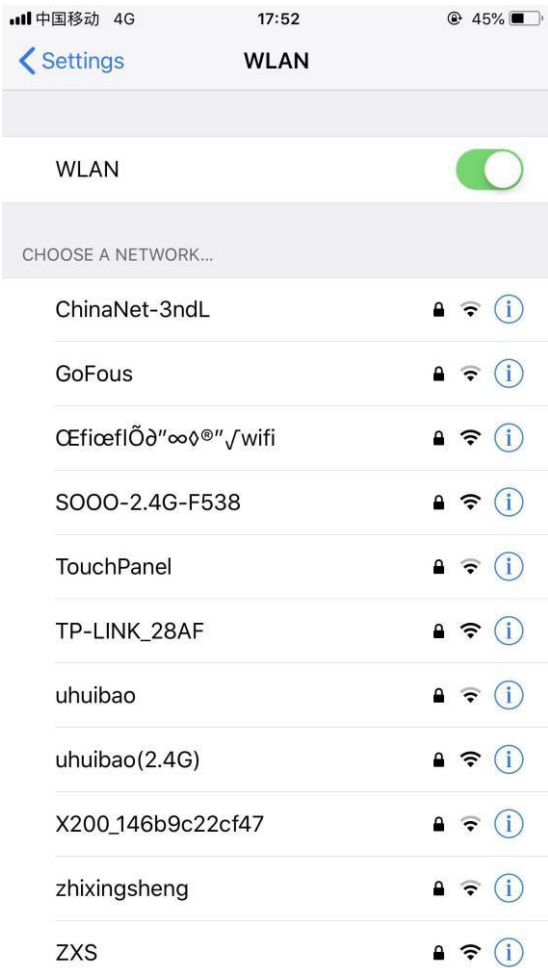 中国移动 4G 17:52 45%
Settings WLAN
WLAN
CHOOSE A NETWORK...
ChinaNet-3ndL
GoFous
ŒfiœflÕ∂"∞◊®"√wifi
SOOO-2.4G-F538
TouchPanel
TP-LINK_28AF
uhuibao
uhuibao(2.4G)
X200_146b9c22cf47
zhixingsheng
ZXS